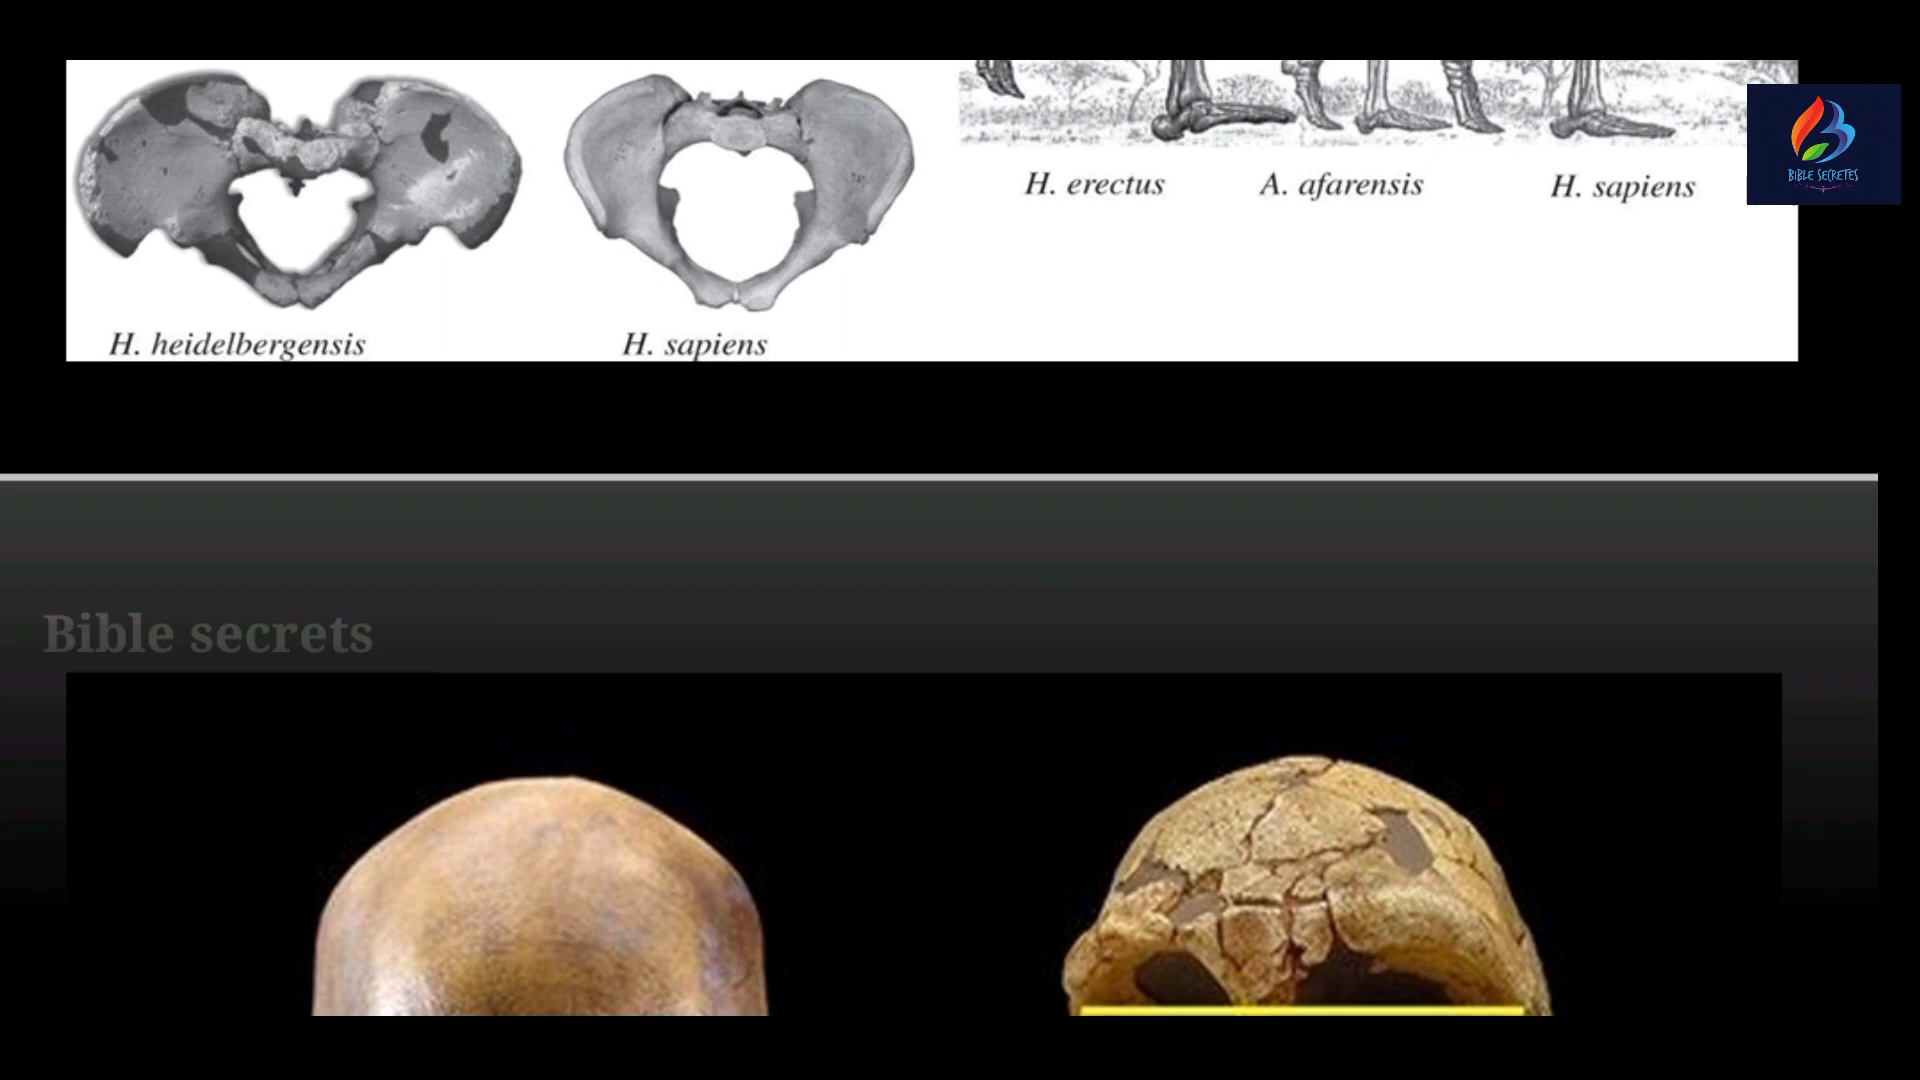 H. erectus
A. afarensis
H. sapiens
BIBLE SECRETES
H. heidelbergensis
H. sapiens
Bible secrets